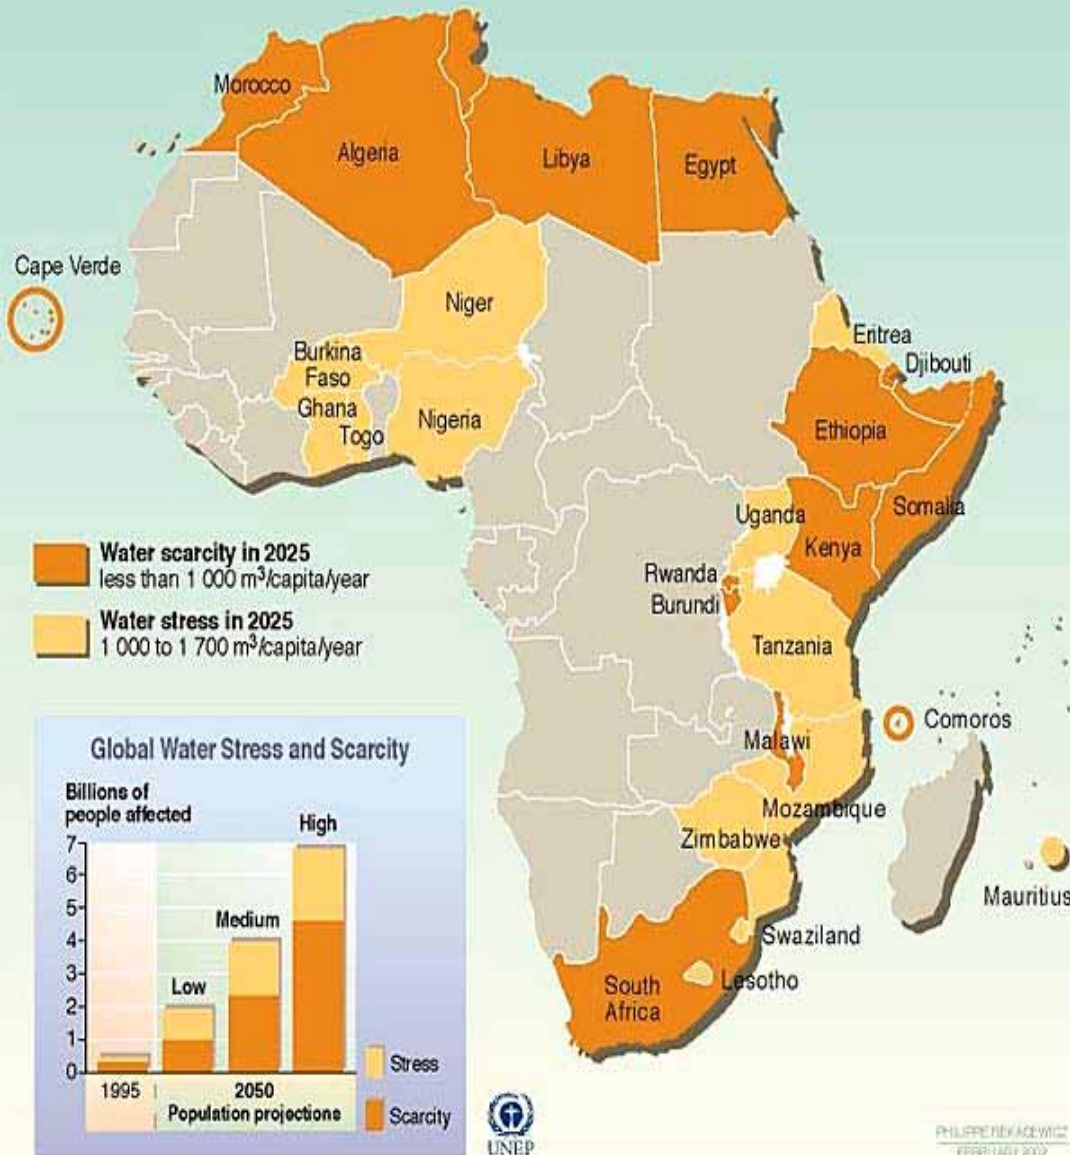 Morocco
Algeria
Libya
Egypt
Cape Verde
Niger
Burkina
Faso
Ghana
Togo
Nigeria
Eritrea
Djibouti
Ethiopia
Somalia
Uganda
Kenya
Rwanda
Burundi
Tanzania
Comoros
Malawi
Mozambique
Zimbabwe
Mauritius
Swaziland
Lesotho
South
Africa
Water scarcity in 2025
less than 1 000 m³/capita/year
Water stress in 2025
1 000 to 1 700 m³/capita/year
Global Water Stress and Scarcity
Billions of
people affected
7
6
5
4
3
2
1
0
Low
Medium
High
1995
2050
Population projections
Stress
Scarcity
UNEP
PHILIPPE REKACEWICZ
FEBRUARY 2002